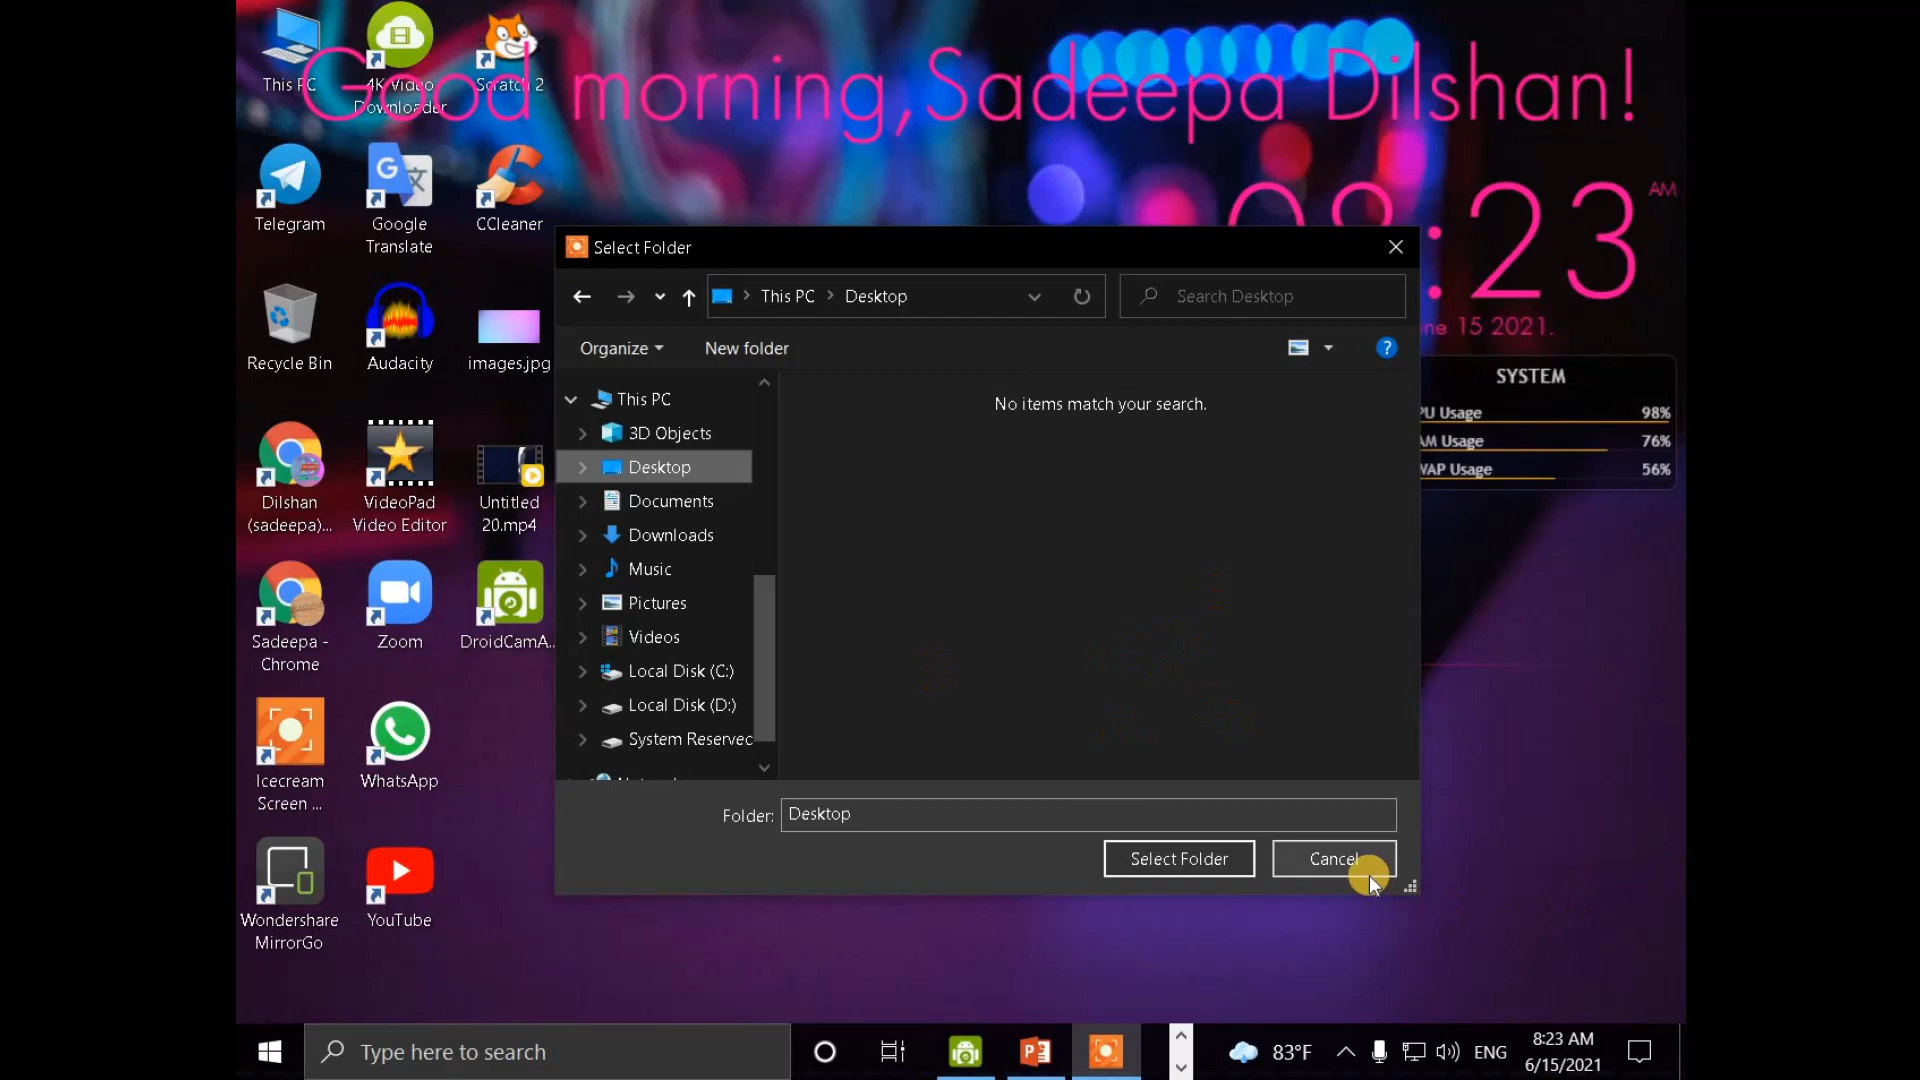 Good morning,Sadeepa Dilshan!
:23 AM
ne 15 2021.
This PC
4K Video
Downloader
Scratch 2
Telegram
Google
Translate
CCleaner
Recycle Bin
Audacity
images.jpg
Dilshan
(sadeepa)...
VideoPad
Video Editor
Untitled
20.mp4
Sadeepa -
Chrome
Zoom
DroidCamA...
Icecream
Screen ...
WhatsApp
Wondershare
MirrorGo
YouTube
Select Folder
This PC
Desktop
Search Desktop
Organize
New folder
?
This PC
3D Objects
Desktop
Documents
Downloads
Music
Pictures
Videos
Local Disk (C:)
Local Disk (D:)
System Reserved
No items match your search.
Folder:
Desktop
Select Folder
Cancel
SYSTEM
PU Usage 98%
AM Usage 76%
WAP Usage 56%
Type here to search
83°F
ENG
8:23 AM
6/15/2021